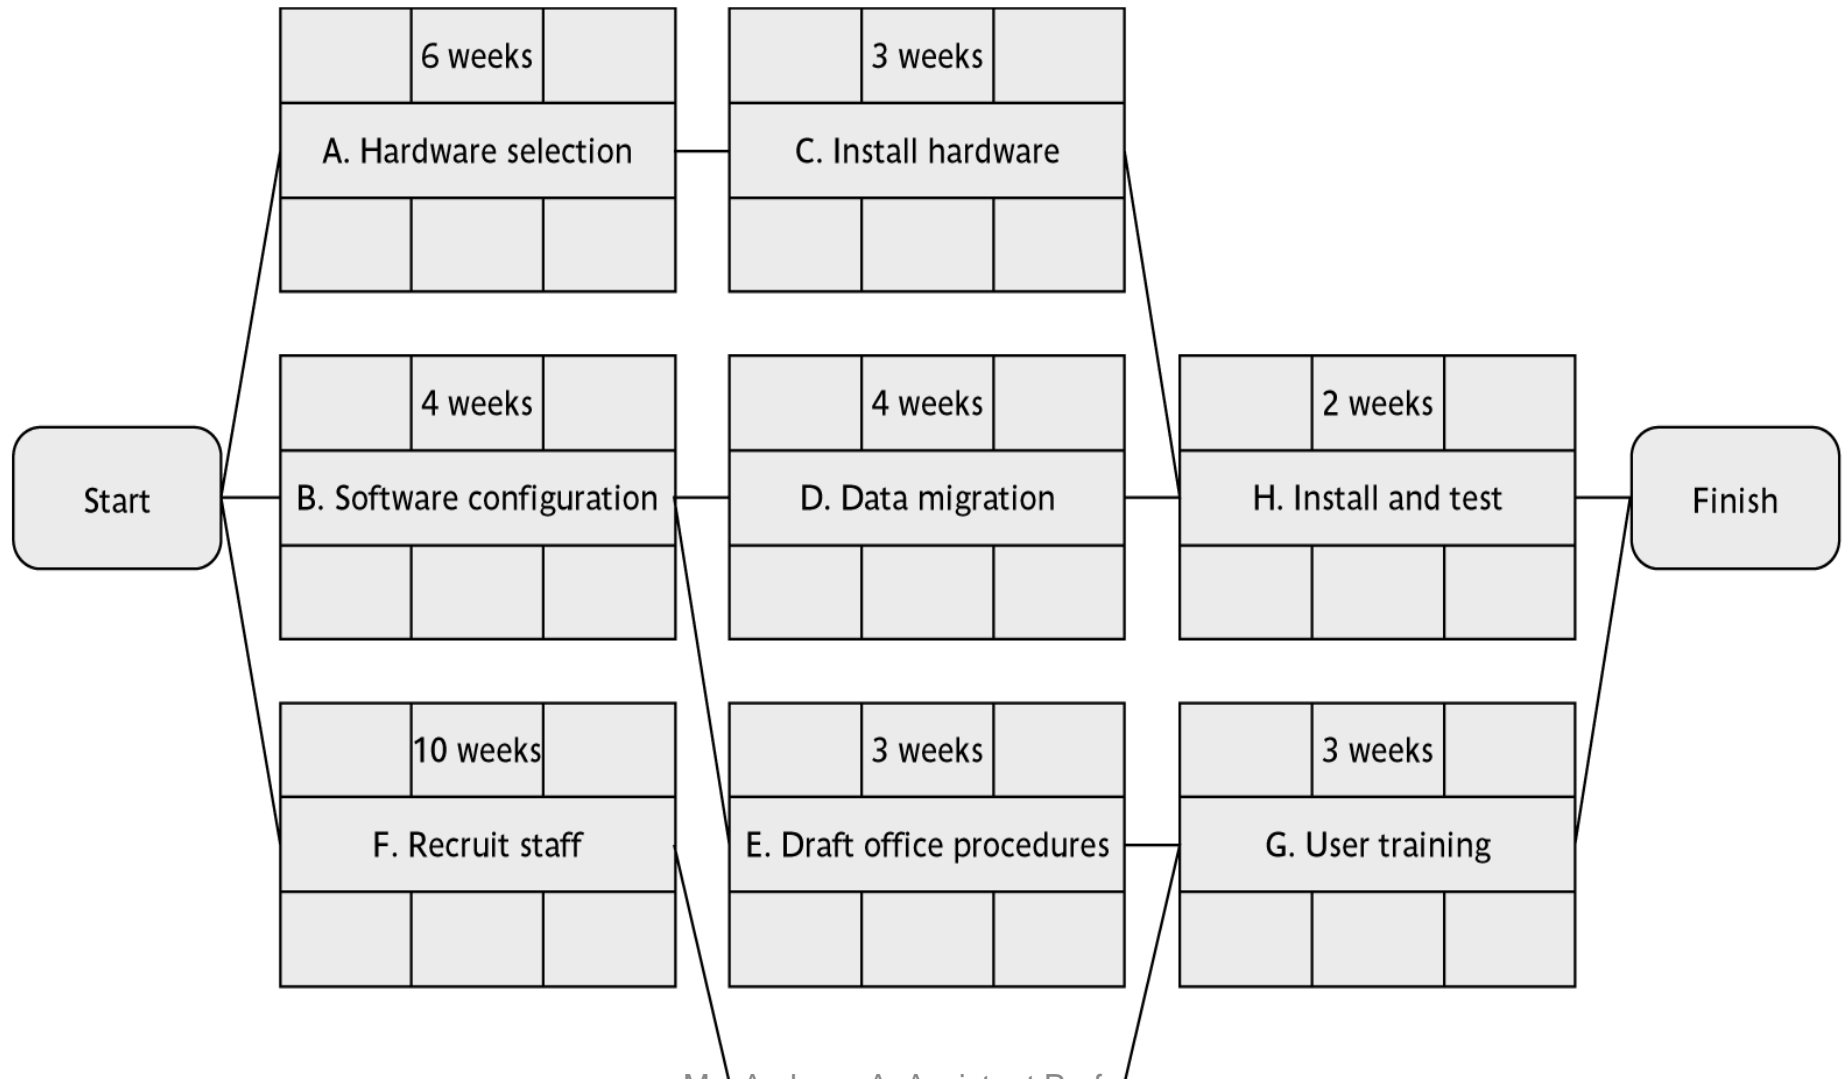 6 weeks
3 weeks
A. Hardware selection
C. Install hardware
4 weeks
4 weeks
2 weeks
Start
B. Software configuration
D. Data migration
H. Install and test
Finish
10 weeks
3 weeks
3 weeks
F. Recruit staff
E. Draft office procedures
G. User training